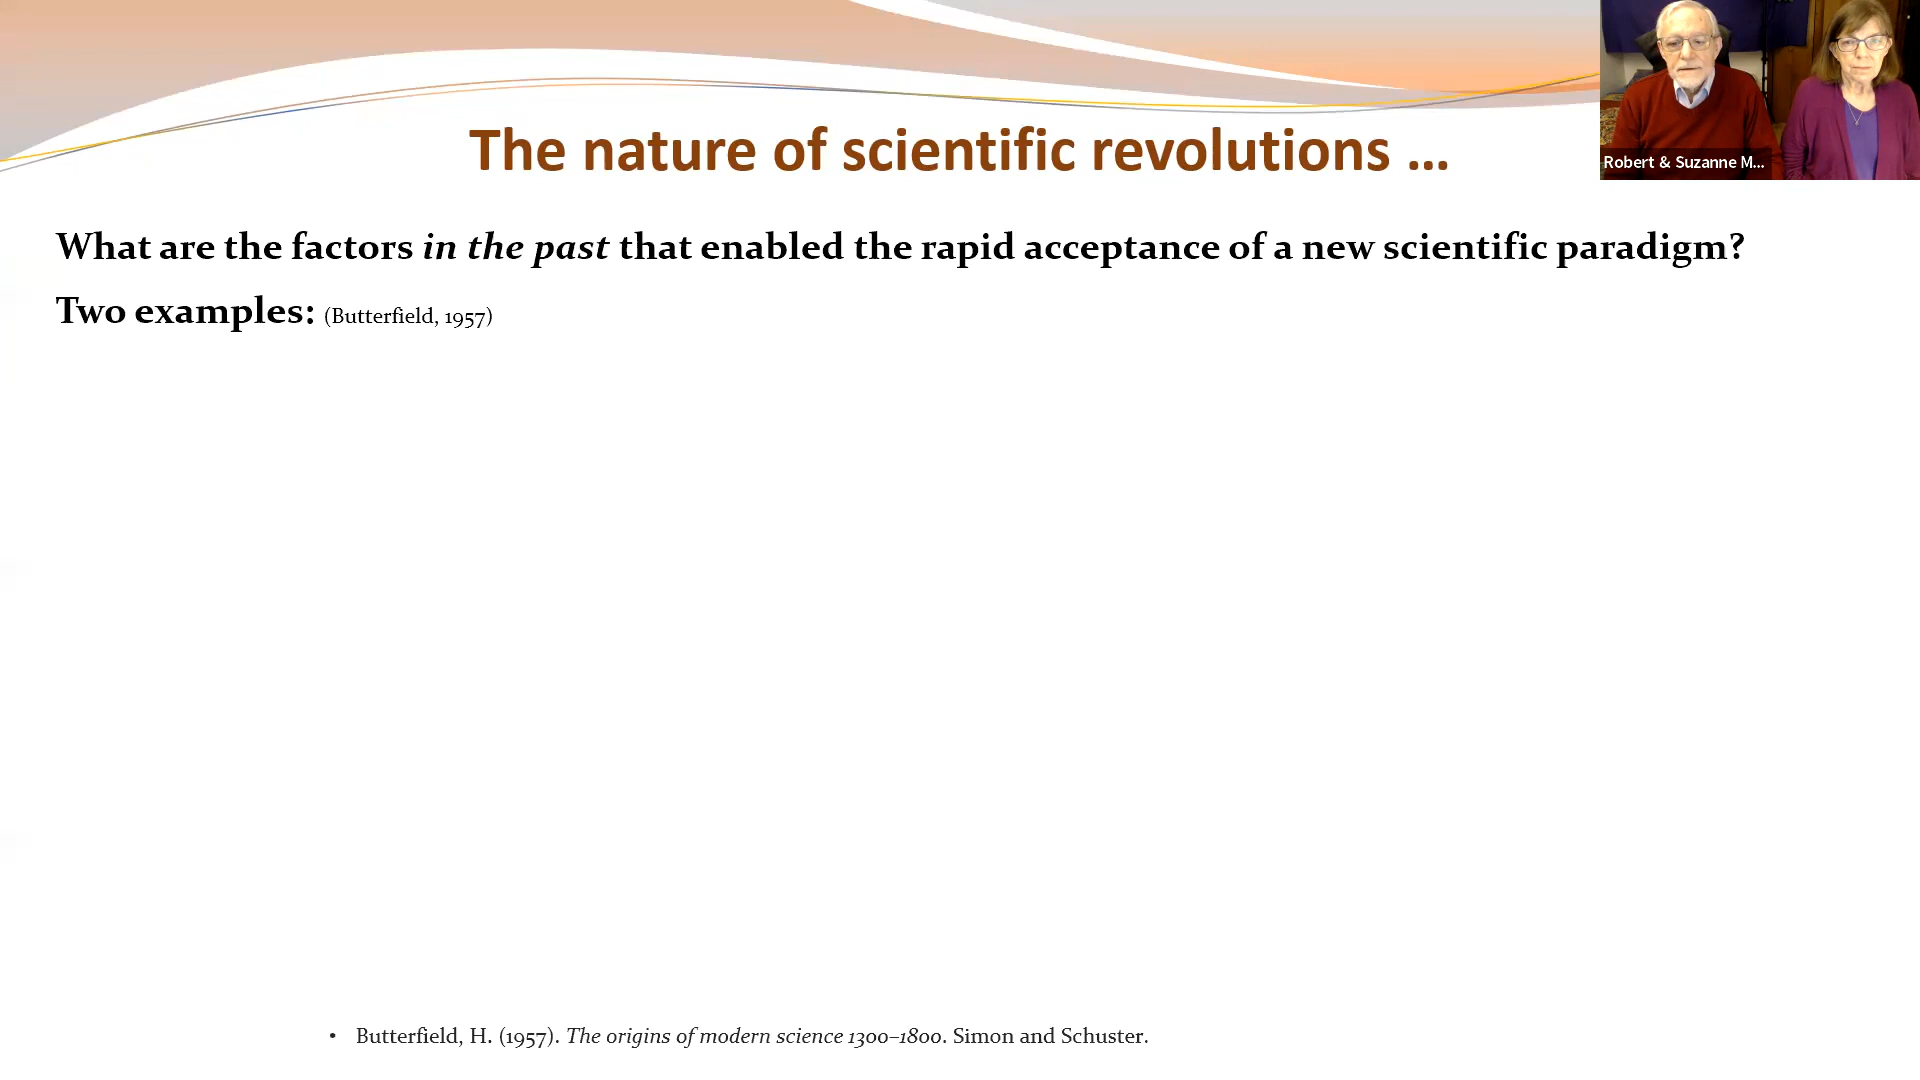 Robert & Suzanne M...
The nature of scientific revolutions ...
What are the factors in the past that enabled the rapid acceptance of a new scientific paradigm?
Two examples: (Butterfield, 1957)
• Butterfield, H. (1957). The origins of modern science 1300–1800. Simon and Schuster.